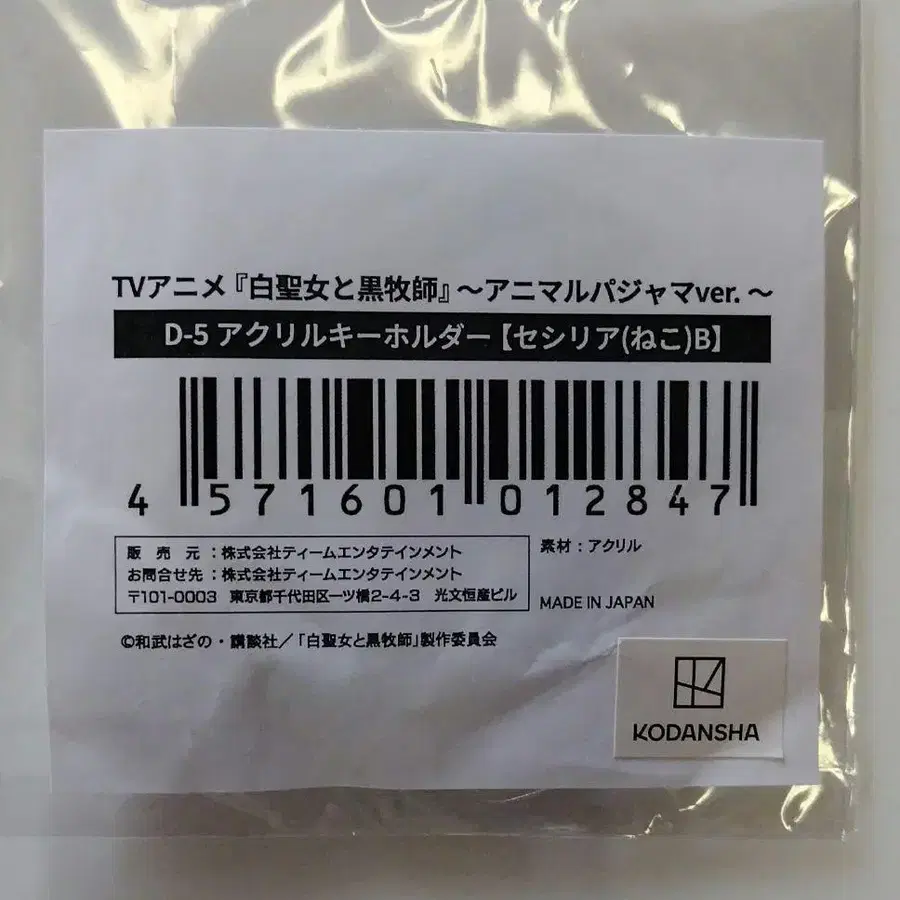 TVアニメ『白聖女と黒牧師』～アニマルパジャマver.～
D-5 アクリルキーホルダー【セシリア(ねこ)B】
4 571601 012847
販売元：株式会社ティームエンタテインメント
お問合せ先：株式会社ティームエンタテインメント
〒101-0003 東京都千代田区一ツ橋2-4-3 光文恒産ビル
素材：アクリル
MADE IN JAPAN
©和武はざの・講談社／「白聖女と黒牧師」製作委員会
KODANSHA